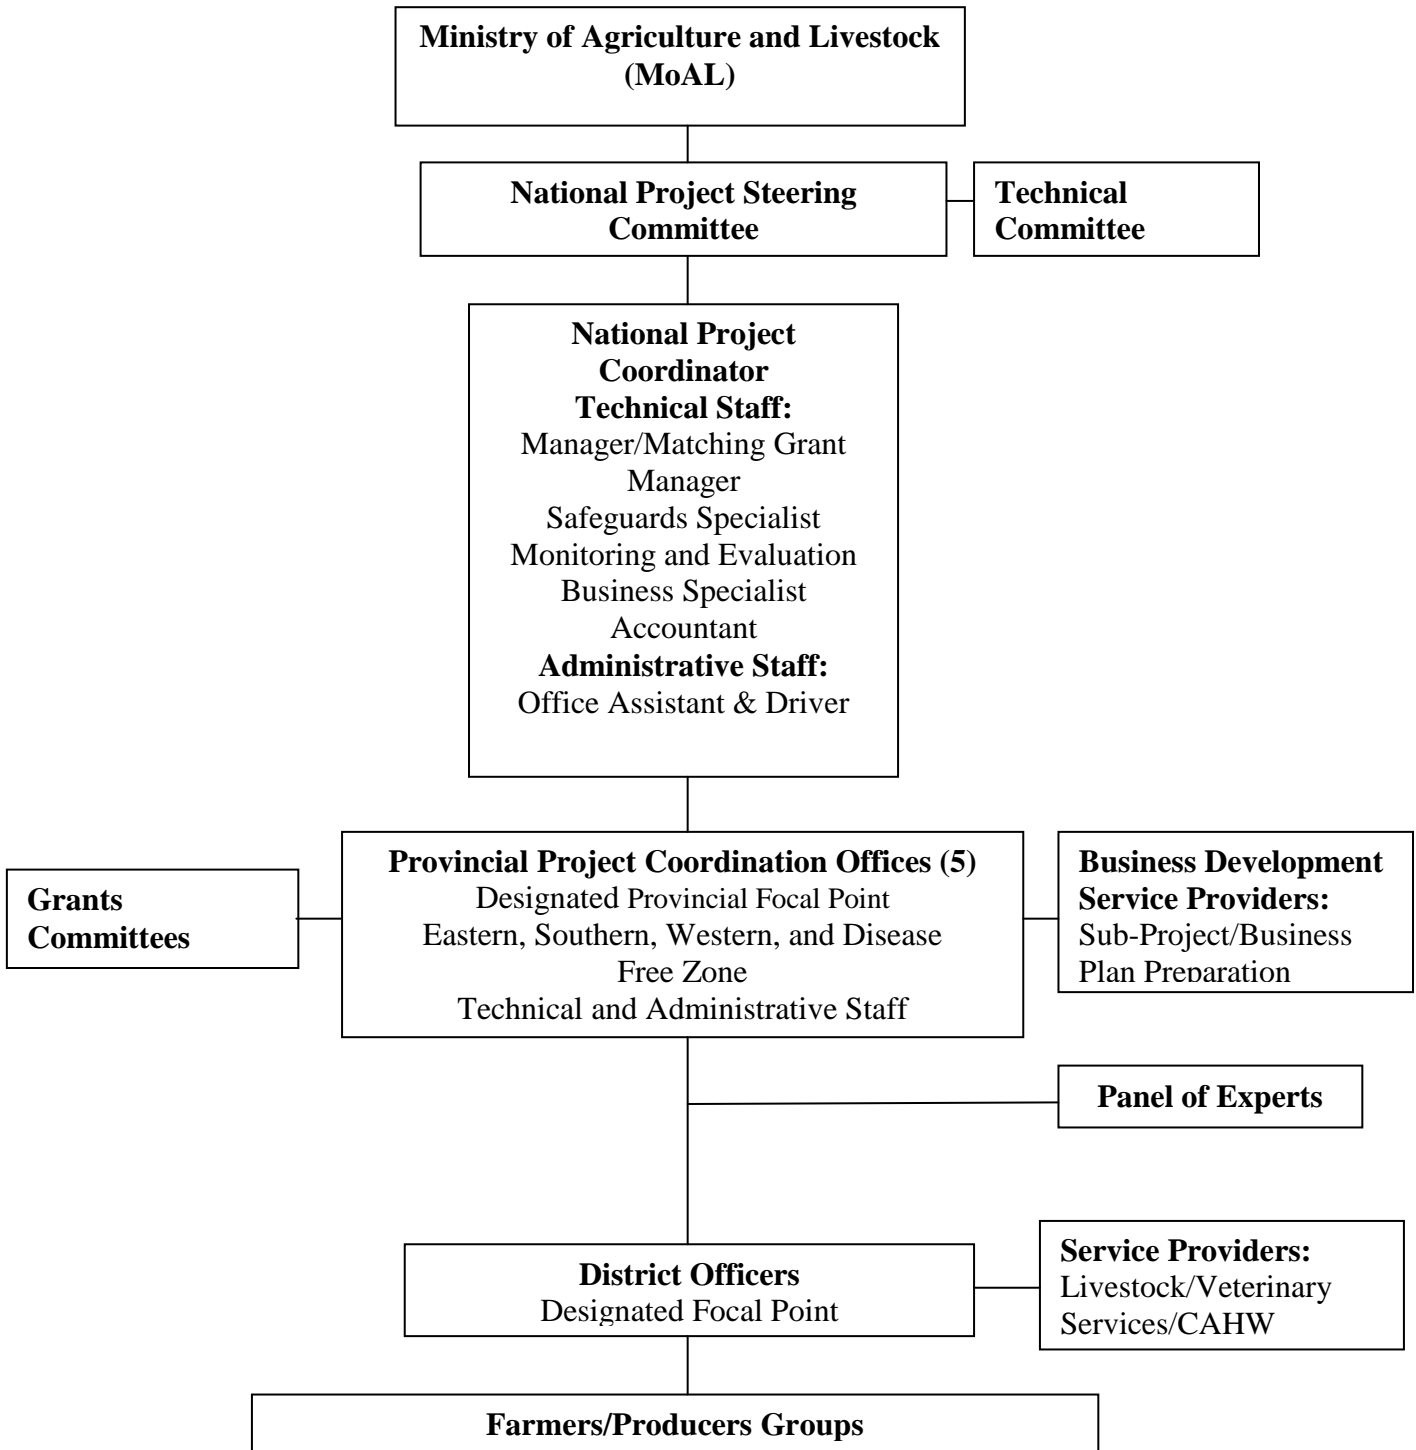 Ministry of Agriculture and Livestock
(MoAL)
National Project Steering
Committee
Technical
Committee
National Project
Coordinator
Technical Staff:
Manager/Matching Grant
Manager
Safeguards Specialist
Monitoring and Evaluation
Business Specialist
Accountant
Administrative Staff:
Office Assistant & Driver
Grants
Committees
Provincial Project Coordination Offices (5)
Designated Provincial Focal Point
Eastern, Southern, Western, and Disease
Free Zone
Technical and Administrative Staff
Business Development
Service Providers:
Sub-Project/Business
Plan Preparation
Panel of Experts
District Officers
Designated Focal Point
Service Providers:
Livestock/Veterinary
Services/CAHW
Farmers/Producers Groups